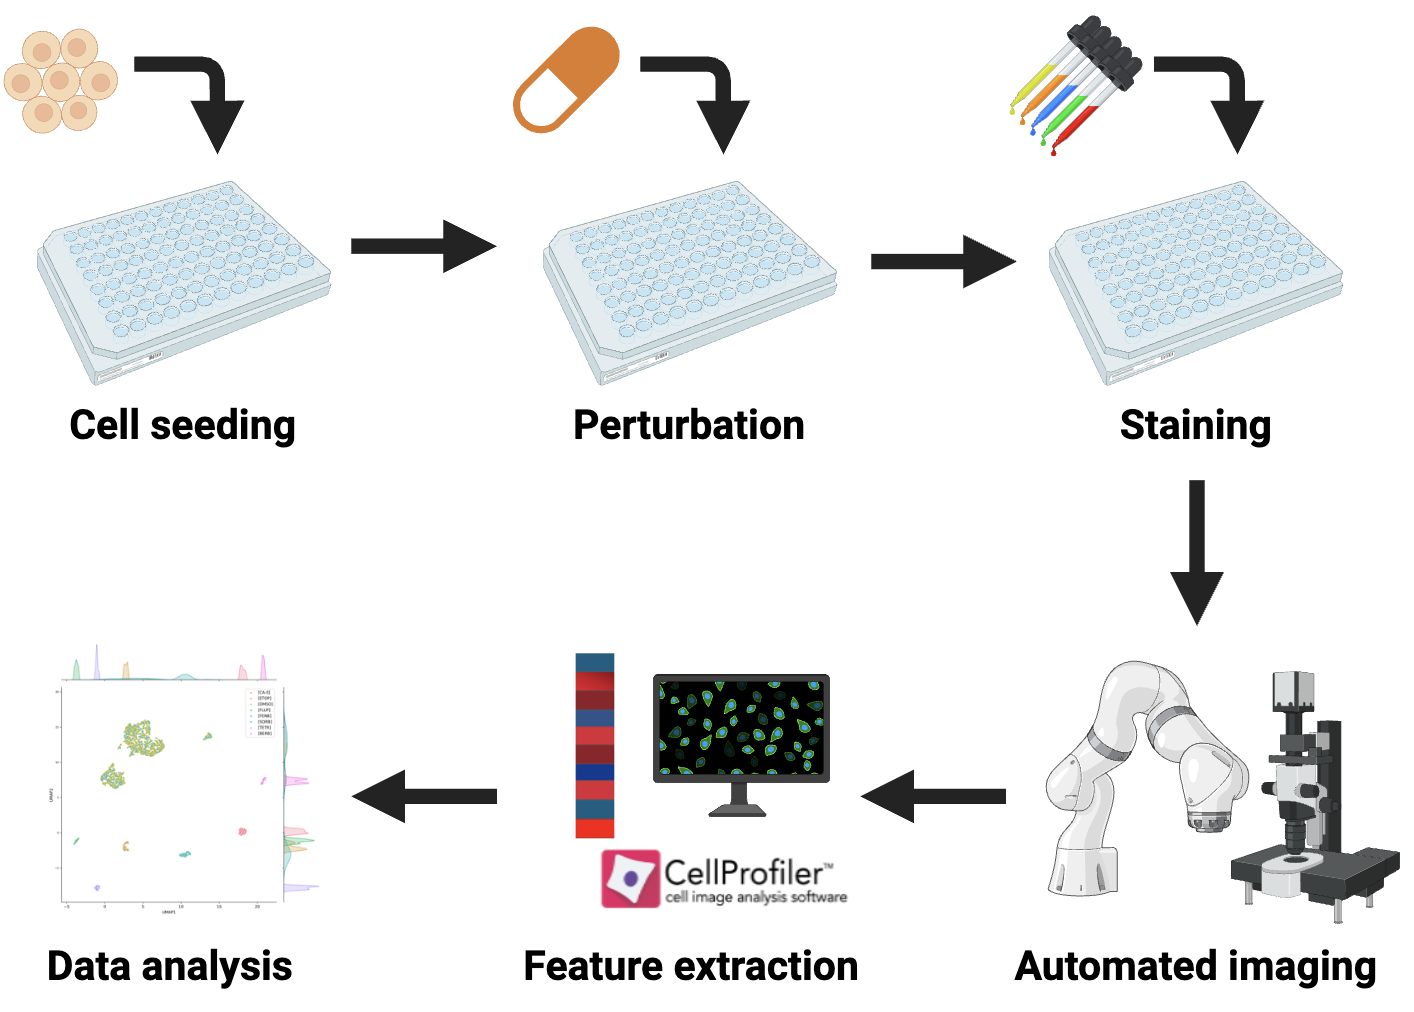 Cell seeding
Perturbation
Staining
CellProfiler™
cell image analysis software
Data analysis
Feature extraction
Automated imaging